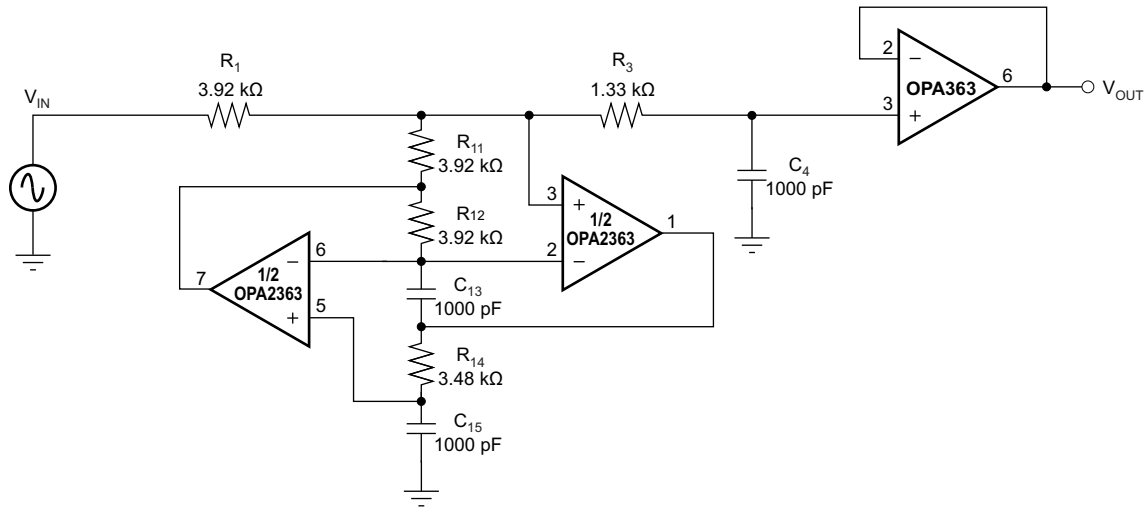 V_IN
R₁
3.92 kΩ
R₃
1.33 kΩ
2
−
OPA363
3
+
6
V_OUT
R₁₁
3.92 kΩ
R₁₂
3.92 kΩ
3
+
1/2
OPA2363
2
−
1
C₄
1000 pF
6
−
7
1/2
OPA2363
5
+
C₁₃
1000 pF
R₁₄
3.48 kΩ
C₁₅
1000 pF